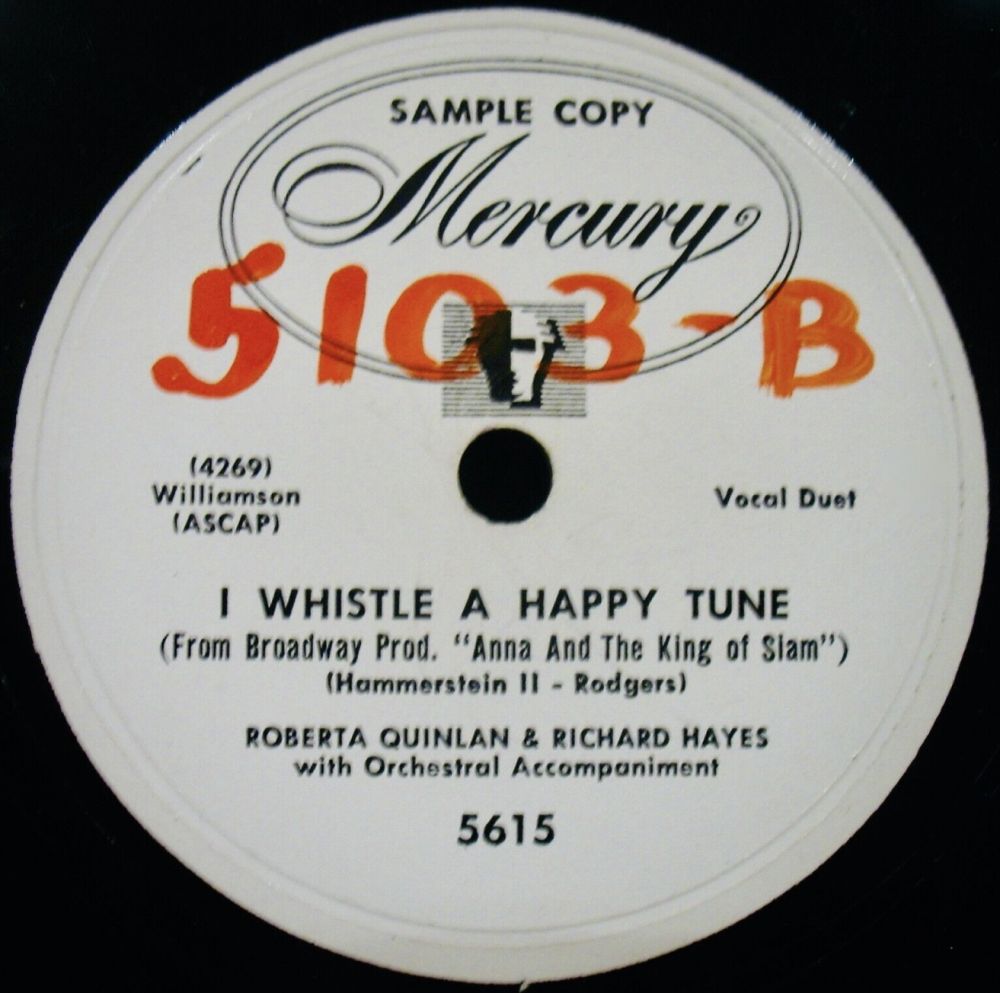 SAMPLE COPY
Mercury
5103-B
(4269)
Williamson
(ASCAP)
Vocal Duet
I WHISTLE A HAPPY TUNE
(From Broadway Prod. "Anna And The King of Siam")
(Hammerstein II - Rodgers)
ROBERTA QUINLAN & RICHARD HAYES
with Orchestral Accompaniment
5615